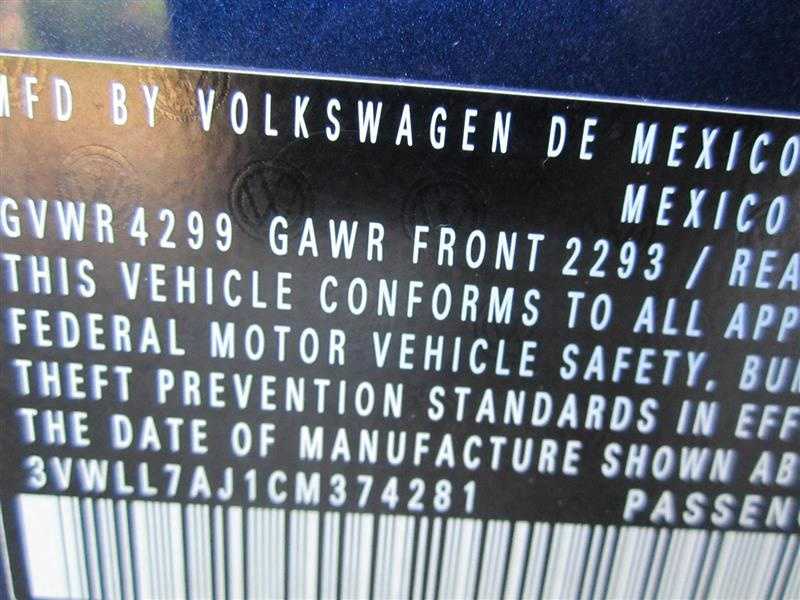 MFD BY VOLKSWAGEN DE MEXICO
MEXICO
GVWR 4299 GAWR FRONT 2293 / REA
THIS VEHICLE CONFORMS TO ALL APP
FEDERAL MOTOR VEHICLE SAFETY, BU
THEFT PREVENTION STANDARDS IN EFF
THE DATE OF MANUFACTURE SHOWN AB
3VWLL7AJ1CM374281 PASSEN